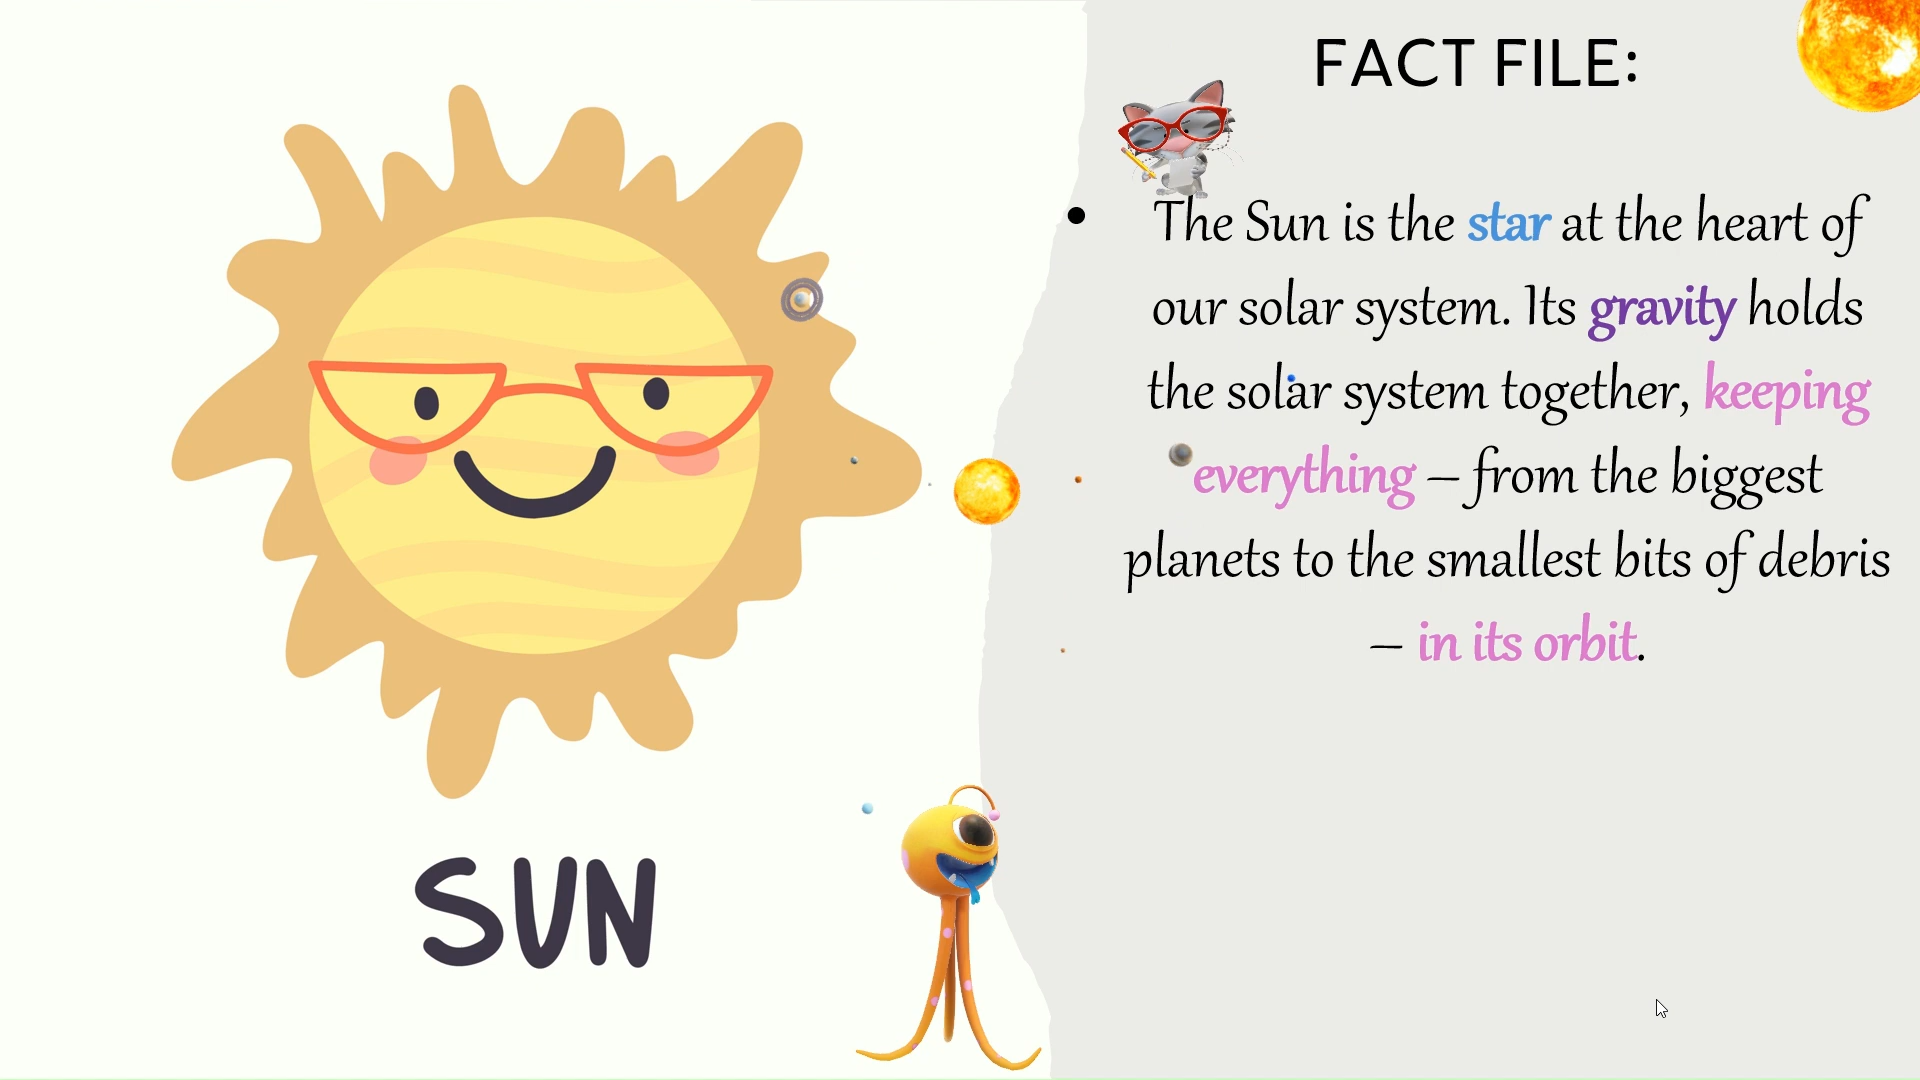 FACT FILE:
• The Sun is the star at the heart of
our solar system. Its gravity holds
the solar system together, keeping
everything – from the biggest
planets to the smallest bits of debris
– in its orbit.
SUN